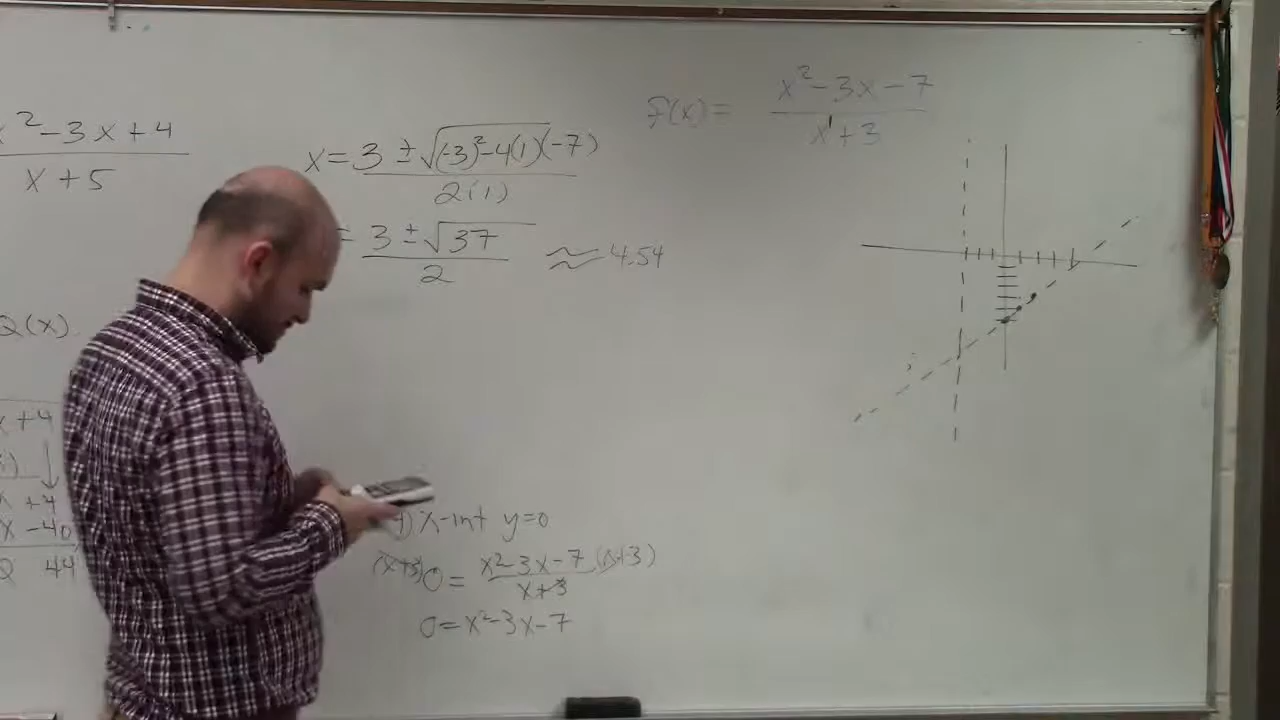 x² - 3x + 4
x + 5
Q(x)
x + 4
x + 4
x - 40
44
x = 3 ± √(-3)² - 4(1)(-7)
2(1)
= 3 ± √37
2
≈ 4.54
f(x) = x² - 3x - 7
x + 3
4) x-int y=0
(x+3) 0 = x² - 3x - 7 (x+3)
x + 3
0 = x² - 3x - 7